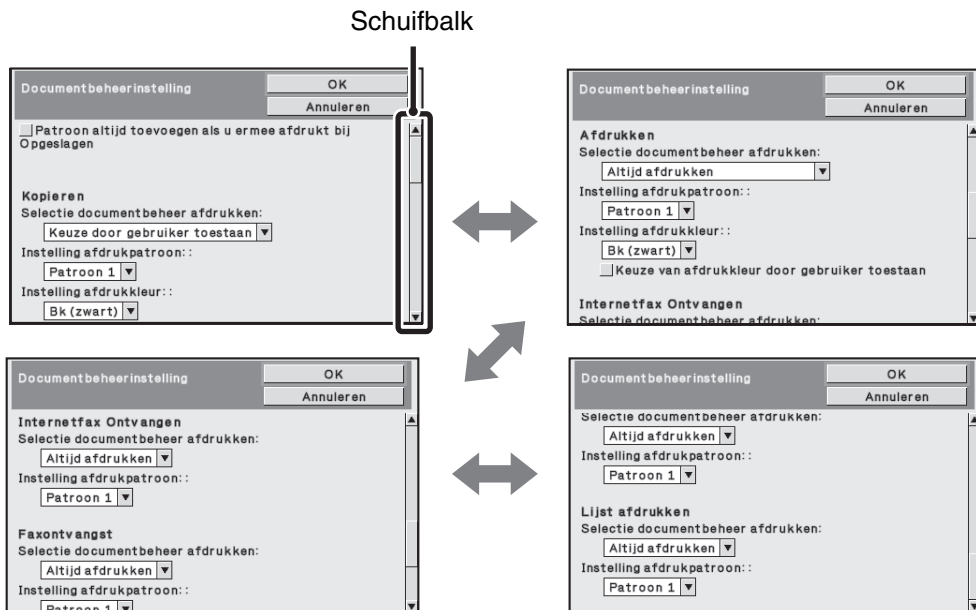 Schuifbalk
Documentbeheerinstelling
OK
Annuleren
Patroon altijd toevoegen als u ermee afdrukt bij
Opgeslagen
Kopieren
Selectie documentbeheer afdrukken:
Keuze door gebruiker toestaan
Instelling afdrukpatroon::
Patroon 1
Instelling afdrukkleur::
Bk (zwart)
Documentbeheerinstelling
OK
Annuleren
Afdrukken
Selectie documentbeheer afdrukken:
Altijd afdrukken
Instelling afdrukpatroon::
Patroon 1
Instelling afdrukkleur::
Bk (zwart)
Keuze van afdrukkleur door gebruiker toestaan
Internetfax Ontvangen
Selectie documentbeheer afdrukken:
Documentbeheerinstelling
OK
Annuleren
Internetfax Ontvangen
Selectie documentbeheer afdrukken:
Altijd afdrukken
Instelling afdrukpatroon::
Patroon 1
Faxontvangst
Selectie documentbeheer afdrukken:
Altijd afdrukken
Instelling afdrukpatroon::
Patroon 1
Documentbeheerinstelling
OK
Annuleren
Selectie documentbeheer afdrukken:
Altijd afdrukken
Instelling afdrukpatroon::
Patroon 1
Lijst afdrukken
Selectie documentbeheer afdrukken:
Altijd afdrukken
Instelling afdrukpatroon::
Patroon 1